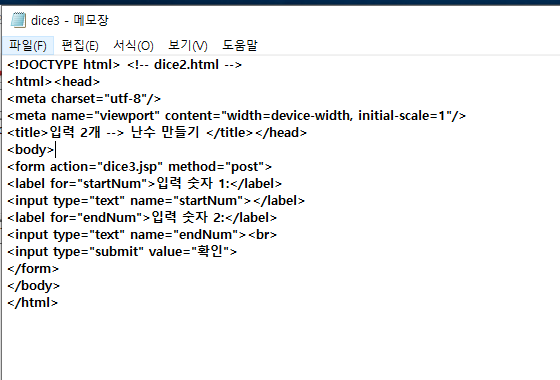 dice3 - 메모장
파일(F) 편집(E) 서식(O) 보기(V) 도움말
<!DOCTYPE html> <!-- dice2.html -->
<html><head>
<meta charset="utf-8"/>
<meta name="viewport" content="width=device-width, initial-scale=1"/>
<title>입력 2개 --> 난수 만들기 </title></head>
<body>
<form action="dice3.jsp" method="post">
<label for="startNum">입력 숫자 1:</label>
<input type="text" name="startNum"></label>
<label for="endNum">입력 숫자 2:</label>
<input type="text" name="endNum"><br>
<input type="submit" value="확인">
</form>
</body>
</html>